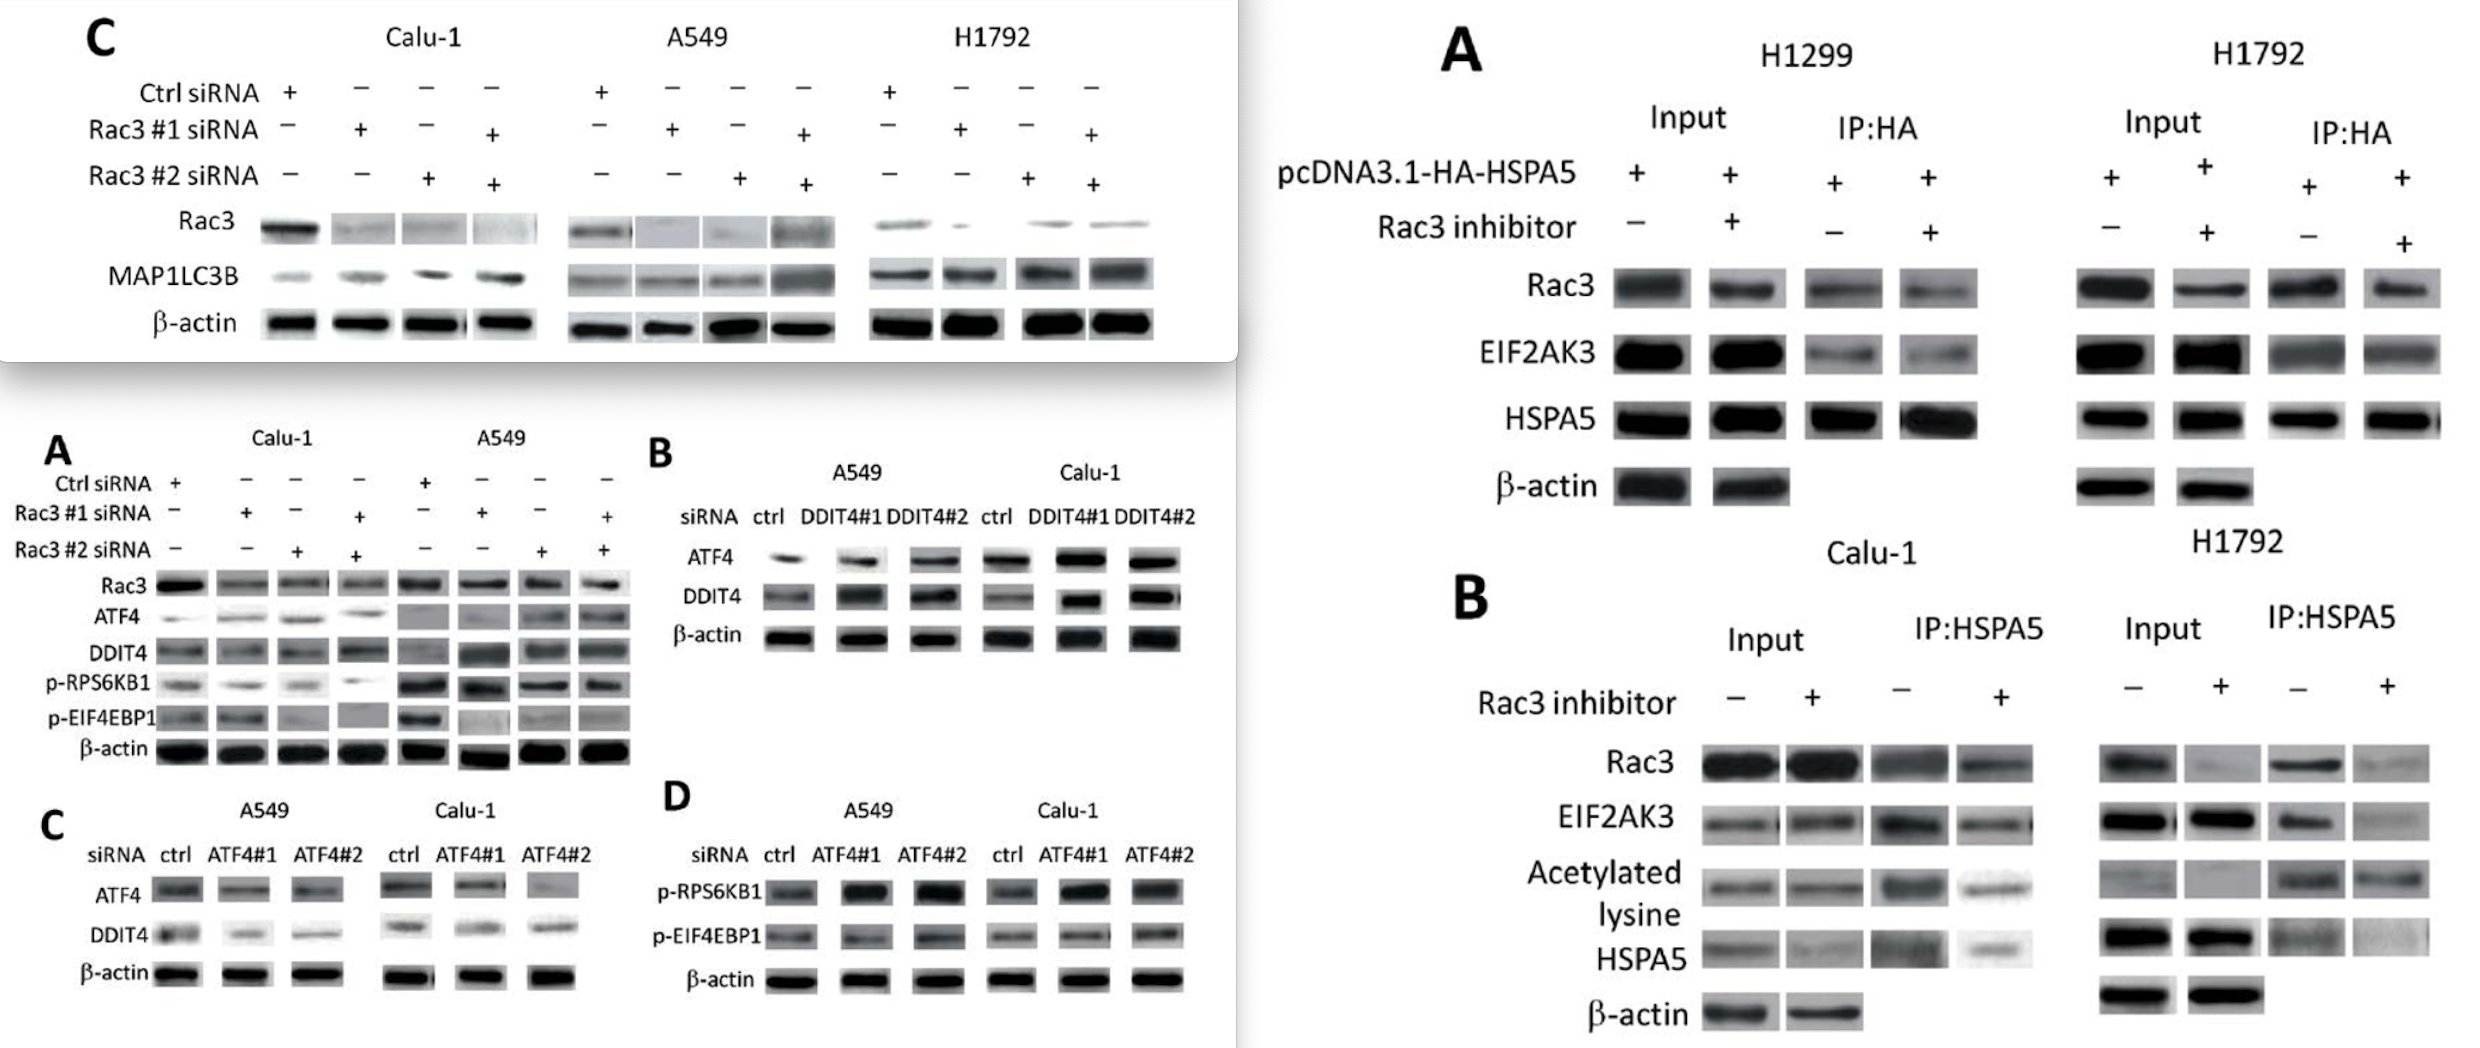 C
Calu-1 A549 H1792
Ctrl siRNA + − − − + − − − + − − −
Rac3 #1 siRNA − + − + − + − + − + − +
Rac3 #2 siRNA − − + + − − + + − − + +
Rac3
MAP1LC3B
β-actin
A
Calu-1 A549
Ctrl siRNA + − − − + − − −
Rac3 #1 siRNA − + − + − + − +
Rac3 #2 siRNA − − + + − − + +
Rac3
ATF4
DDIT4
p-RPS6KB1
p-EIF4EBP1
β-actin
B
A549 Calu-1
siRNA ctrl DDIT4#1 DDIT4#2 ctrl DDIT4#1 DDIT4#2
ATF4
DDIT4
β-actin
C
A549 Calu-1
siRNA ctrl ATF4#1 ATF4#2 ctrl ATF4#1 ATF4#2
ATF4
DDIT4
β-actin
D
A549 Calu-1
siRNA ctrl ATF4#1 ATF4#2 ctrl ATF4#1 ATF4#2
p-RPS6KB1
p-EIF4EBP1
β-actin
A
H1299 H1792
Input IP:HA Input IP:HA
pcDNA3.1-HA-HSPA5 + + + + + + + +
Rac3 inhibitor − + − + − + − +
Rac3
EIF2AK3
HSPA5
β-actin
B
Calu-1 H1792
Input IP:HSPA5 Input IP:HSPA5
Rac3 inhibitor − + − + − + − +
Rac3
EIF2AK3
Acetylated
lysine
HSPA5
β-actin